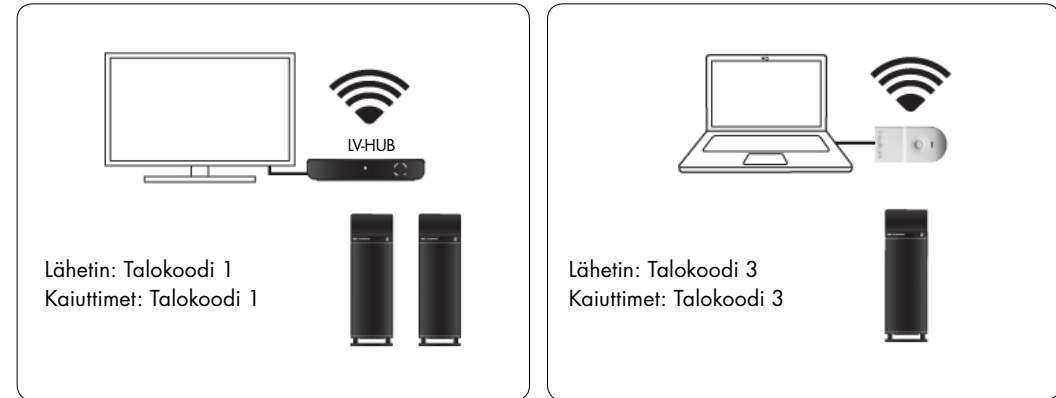 LV-HUB
Lähetin: Talokoodi 1
Kaiuttimet: Talokoodi 1
Lähetin: Talokoodi 3
Kaiuttimet: Talokoodi 3